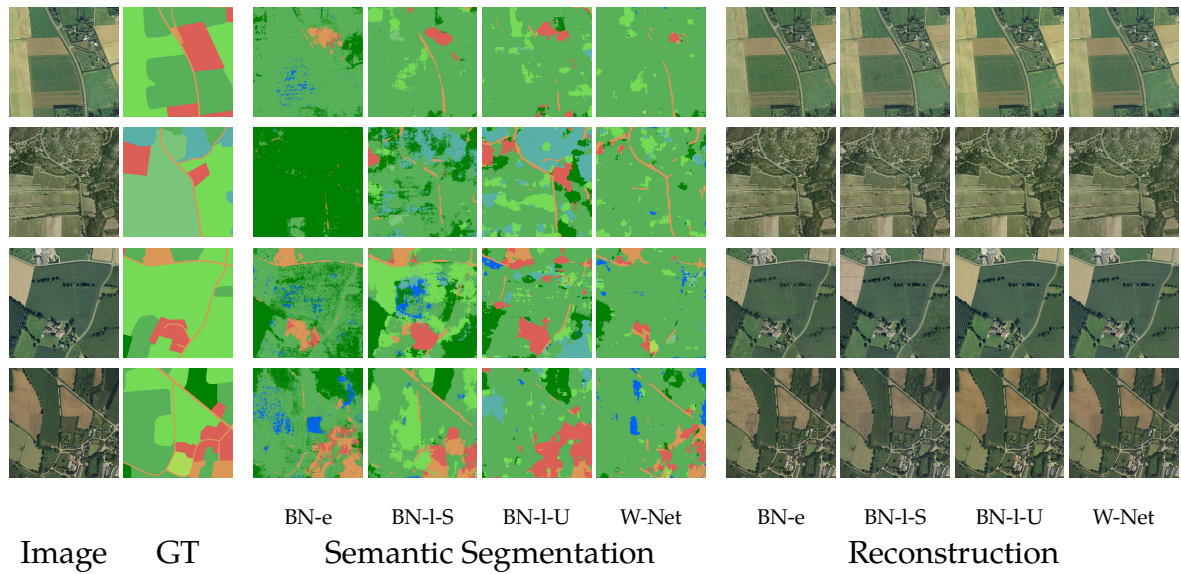 BN-e BN-l-S BN-l-U W-Net BN-e BN-l-S BN-l-U W-Net
Image GT Semantic Segmentation Reconstruction